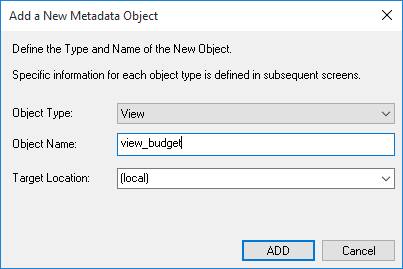 Add a New Metadata Object
Define the Type and Name of the New Object.
Specific information for each object type is defined in subsequent screens.
Object Type: View
Object Name: view_budget
Target Location: (local)
ADD Cancel